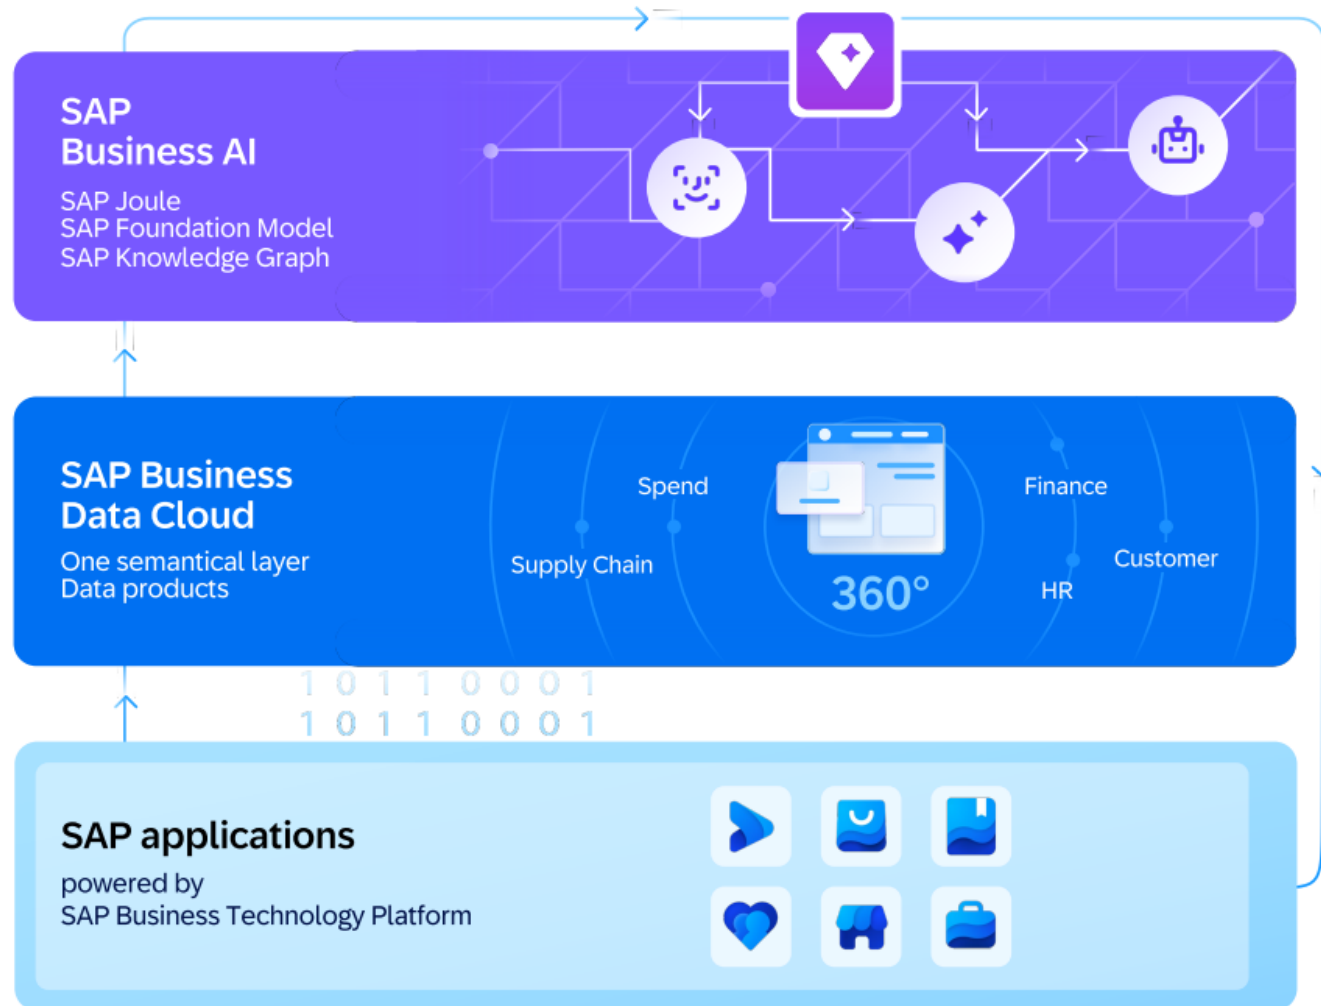 SAP
Business AI
SAP Joule
SAP Foundation Model
SAP Knowledge Graph
SAP Business
Data Cloud
One semantical layer
Data products
Spend
Supply Chain
360°
Finance
Customer
HR
1 0 1 1 0 0 0 1
1 0 1 1 0 0 0 1
SAP applications
powered by
SAP Business Technology Platform